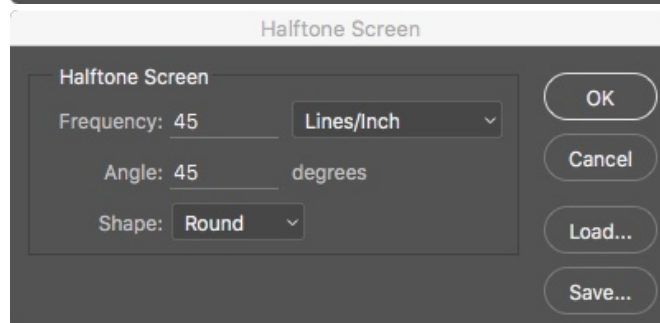 Halftone Screen
Halftone Screen
Frequency: 45 Lines/Inch
Angle: 45 degrees
Shape: Round
OK
Cancel
Load...
Save...